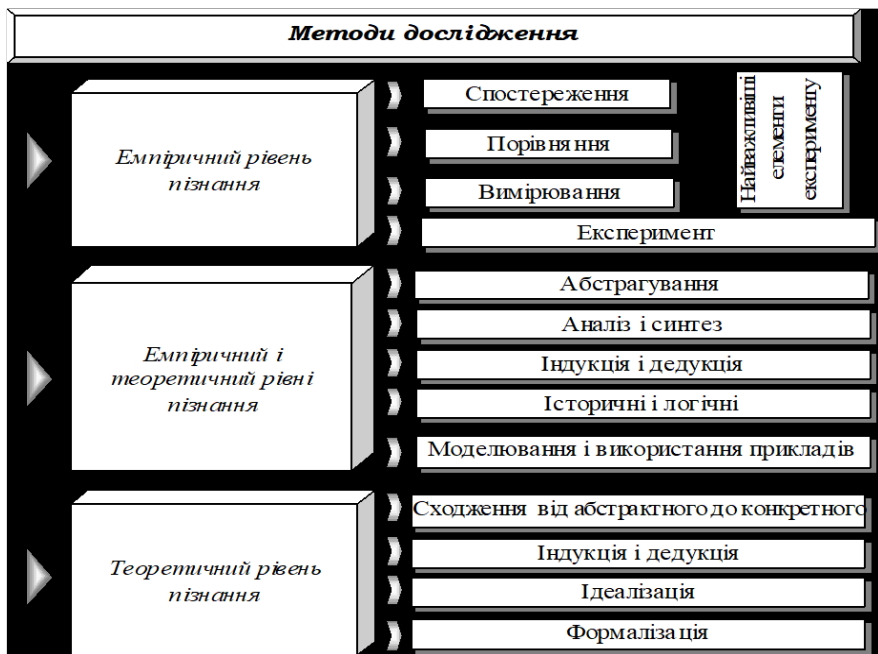 Методи дослідження
Емпіричний рівень
пізнання
Спостереження
Порівняння
Вимірювання
Експеримент
Найважливіші
елементи
експерименту
Емпіричний і
теоретичний рівні
пізнання
Абстрагування
Аналіз і синтез
Індукція і дедукція
Історичні і логічні
Моделювання і використання прикладів
Теоретичний рівень
пізнання
Сходження від абстрактного до конкретного
Індукція і дедукція
Ідеалізація
Формалізація